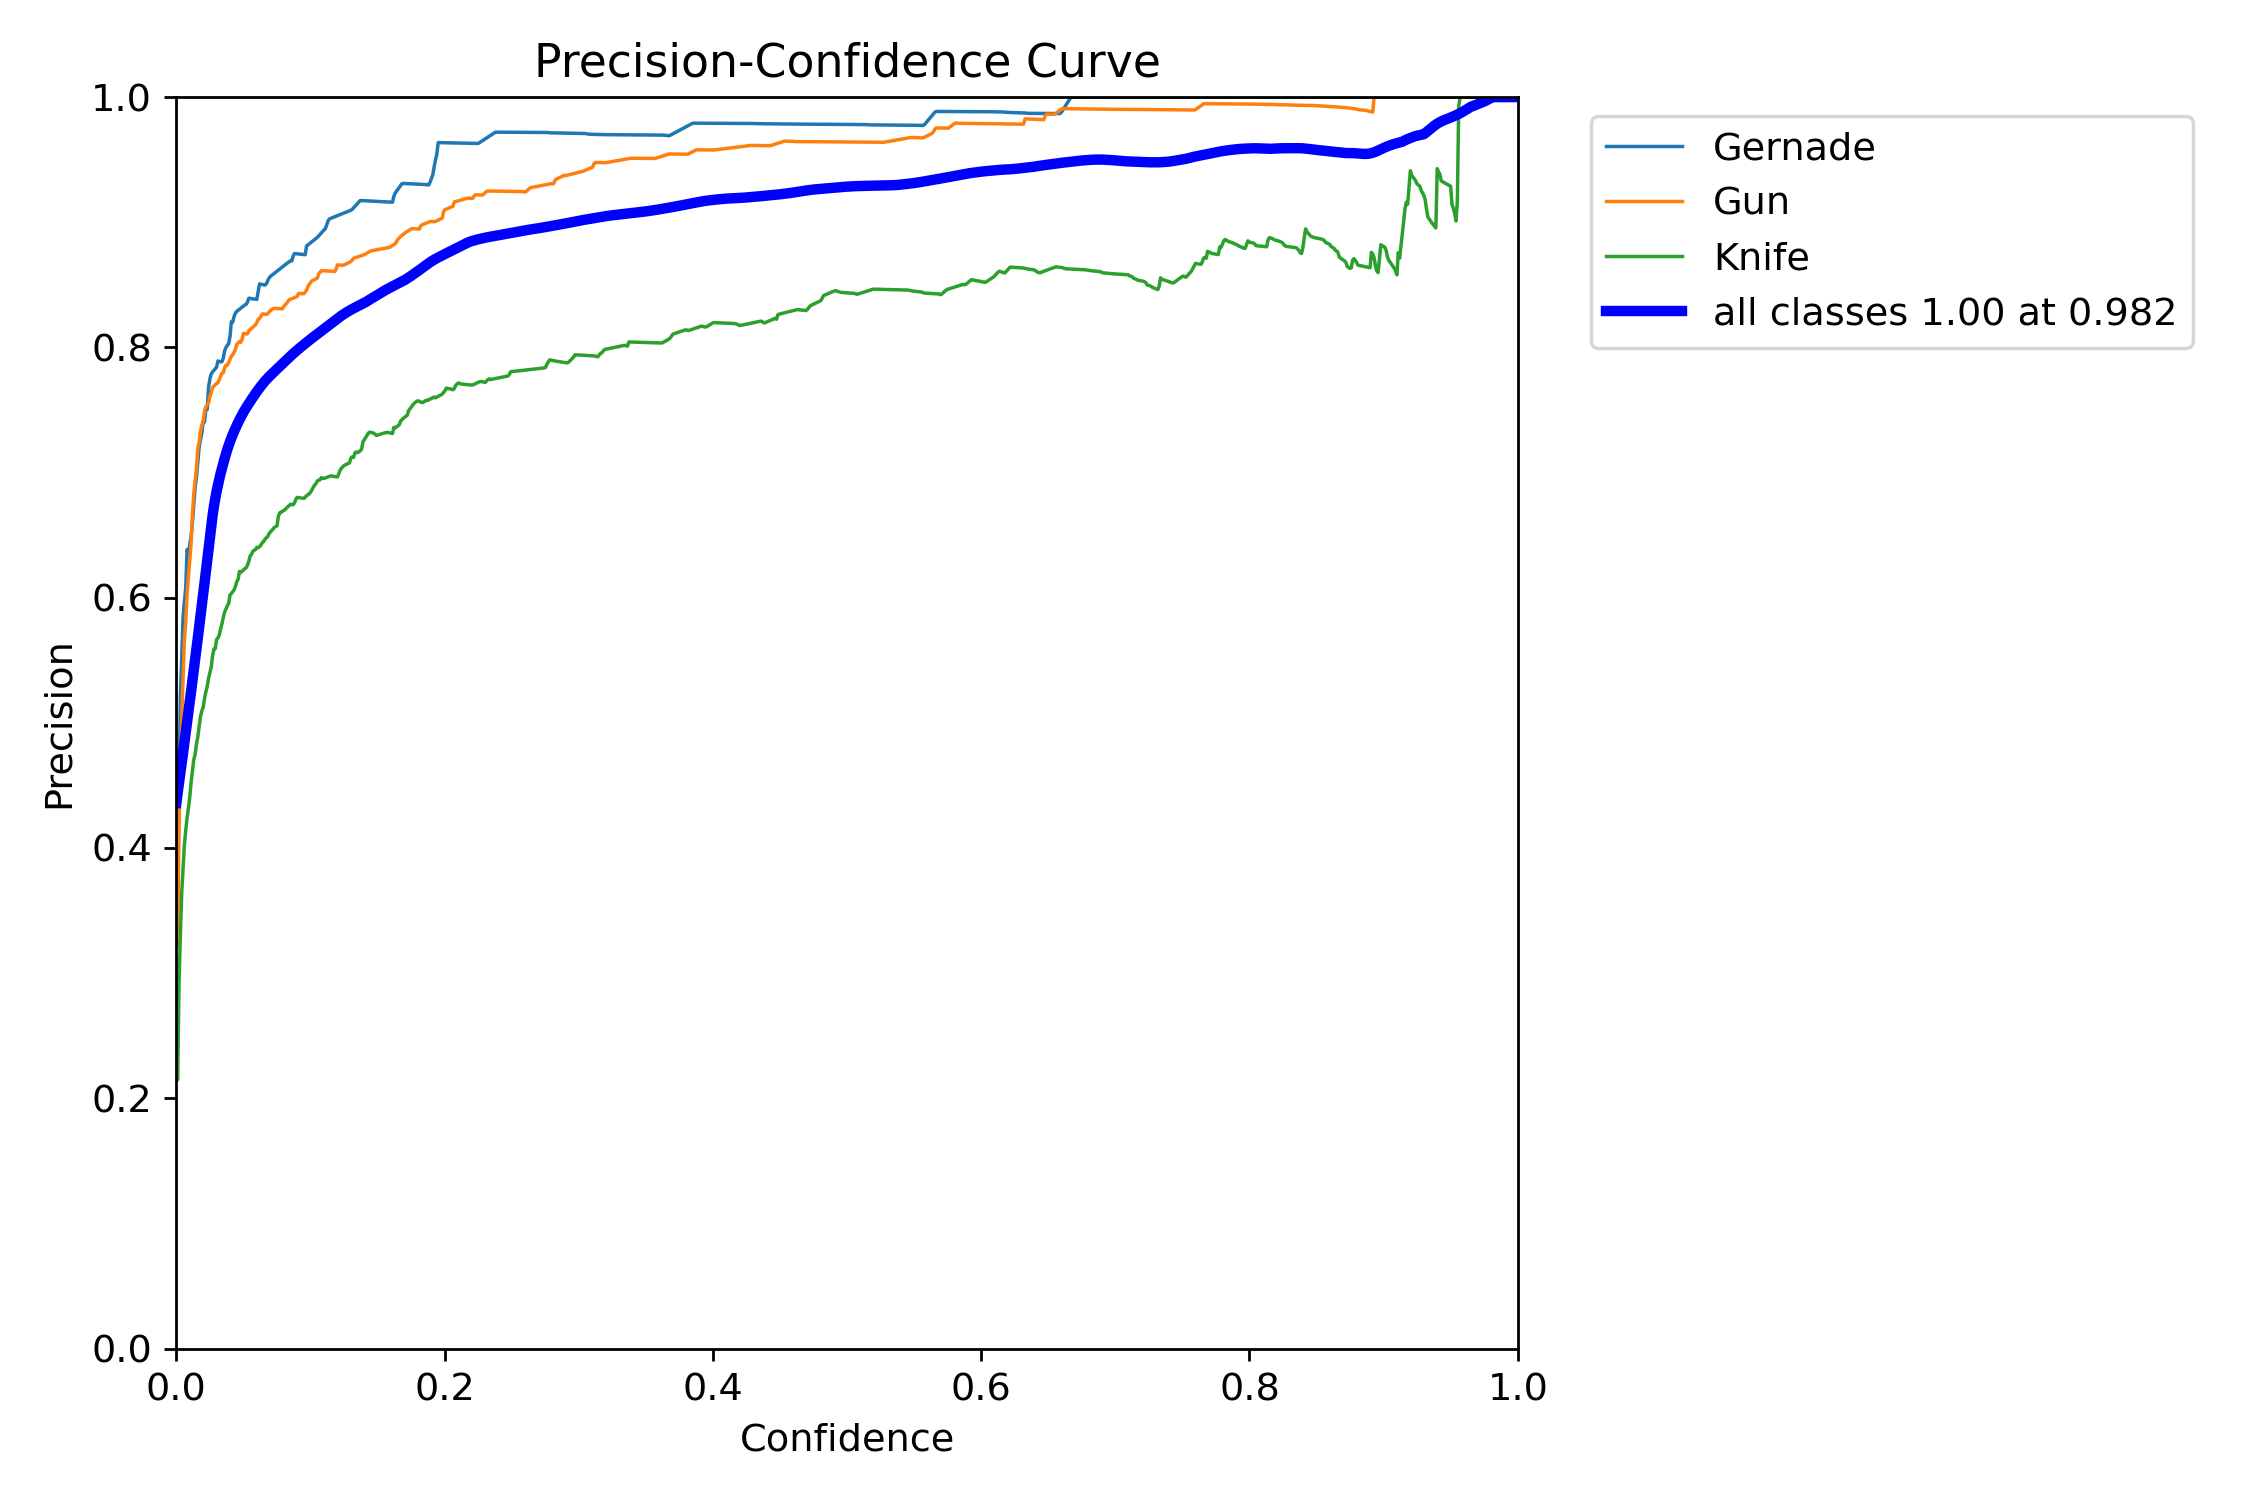 Precision-Confidence Curve
1.0
0.8
0.6
0.4
0.2
0.0
Precision
0.0 0.2 0.4 0.6 0.8 1.0
Confidence
Gernade
Gun
Knife
all classes 1.00 at 0.982